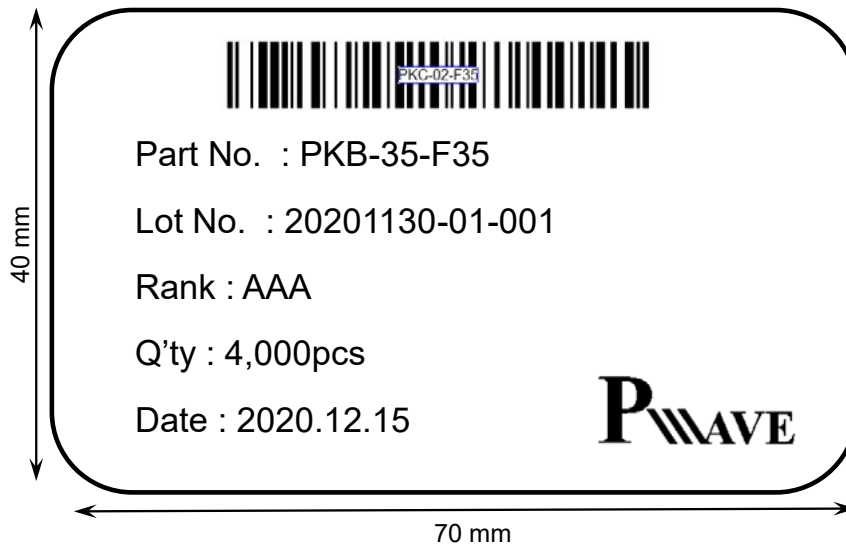 PKC-02-F35
Part No. : PKB-35-F35
Lot No. : 20201130-01-001
Rank : AAA
Q’ty : 4,000pcs
Date : 2020.12.15
PWAVE
40 mm
70 mm